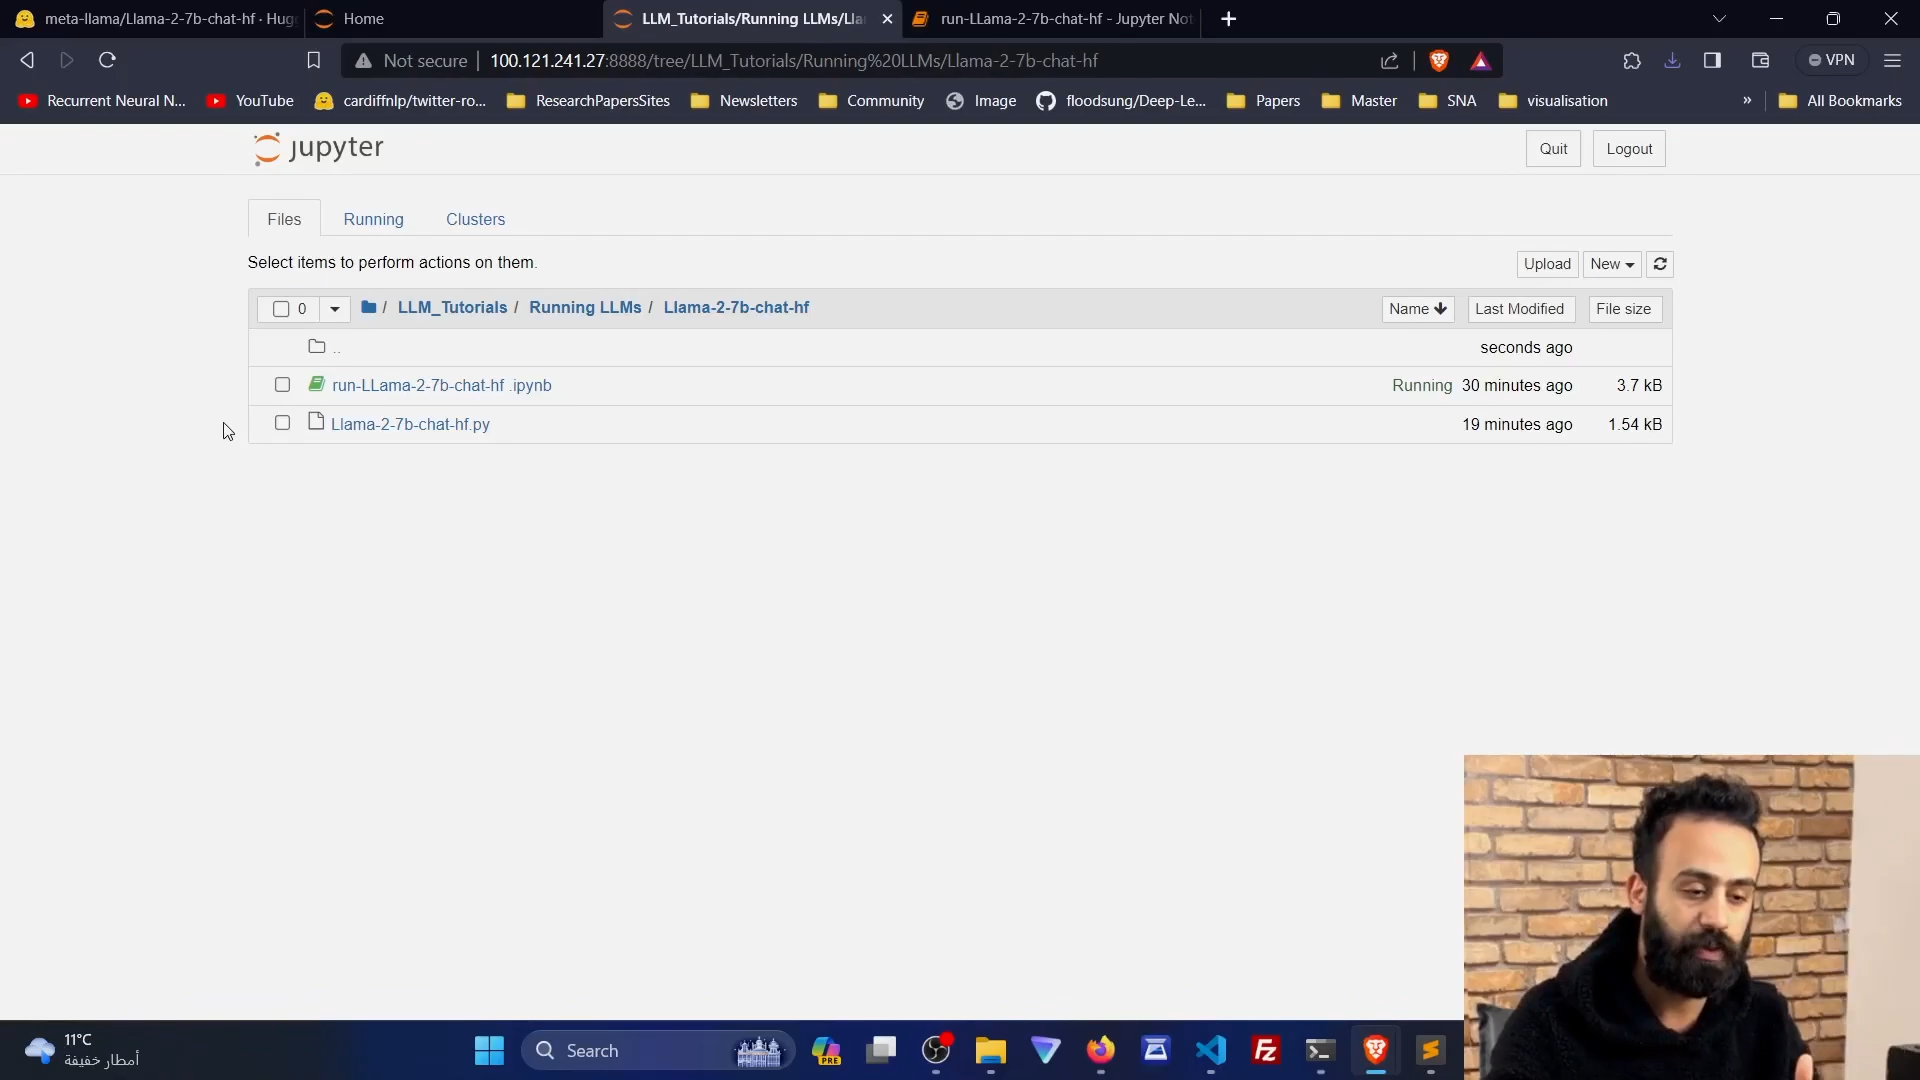 meta-llama/Llama-2-7b-chat-hf · Hug
Home
LLM_Tutorials/Running LLMs/Lla
run-LLama-2-7b-chat-hf - Jupyter Not
Not secure
100.121.241.27:8888/tree/LLM_Tutorials/Running%20LLMs/Llama-2-7b-chat-hf
VPN
Recurrent Neural N...
YouTube
cardiffnlp/twitter-ro...
ResearchPapersSites
Newsletters
Community
Image
floodsung/Deep-Le...
Papers
Master
SNA
visualisation
»
All Bookmarks
jupyter
Quit
Logout
Files
Running
Clusters
Select items to perform actions on them.
Upload
New
0
/ LLM_Tutorials / Running LLMs / Llama-2-7b-chat-hf
Name
Last Modified
File size
..
seconds ago
run-LLama-2-7b-chat-hf .ipynb
Running
30 minutes ago
3.7 kB
Llama-2-7b-chat-hf.py
19 minutes ago
1.54 kB
11°C
أمطار خفيفة
Search
PRE
Fz